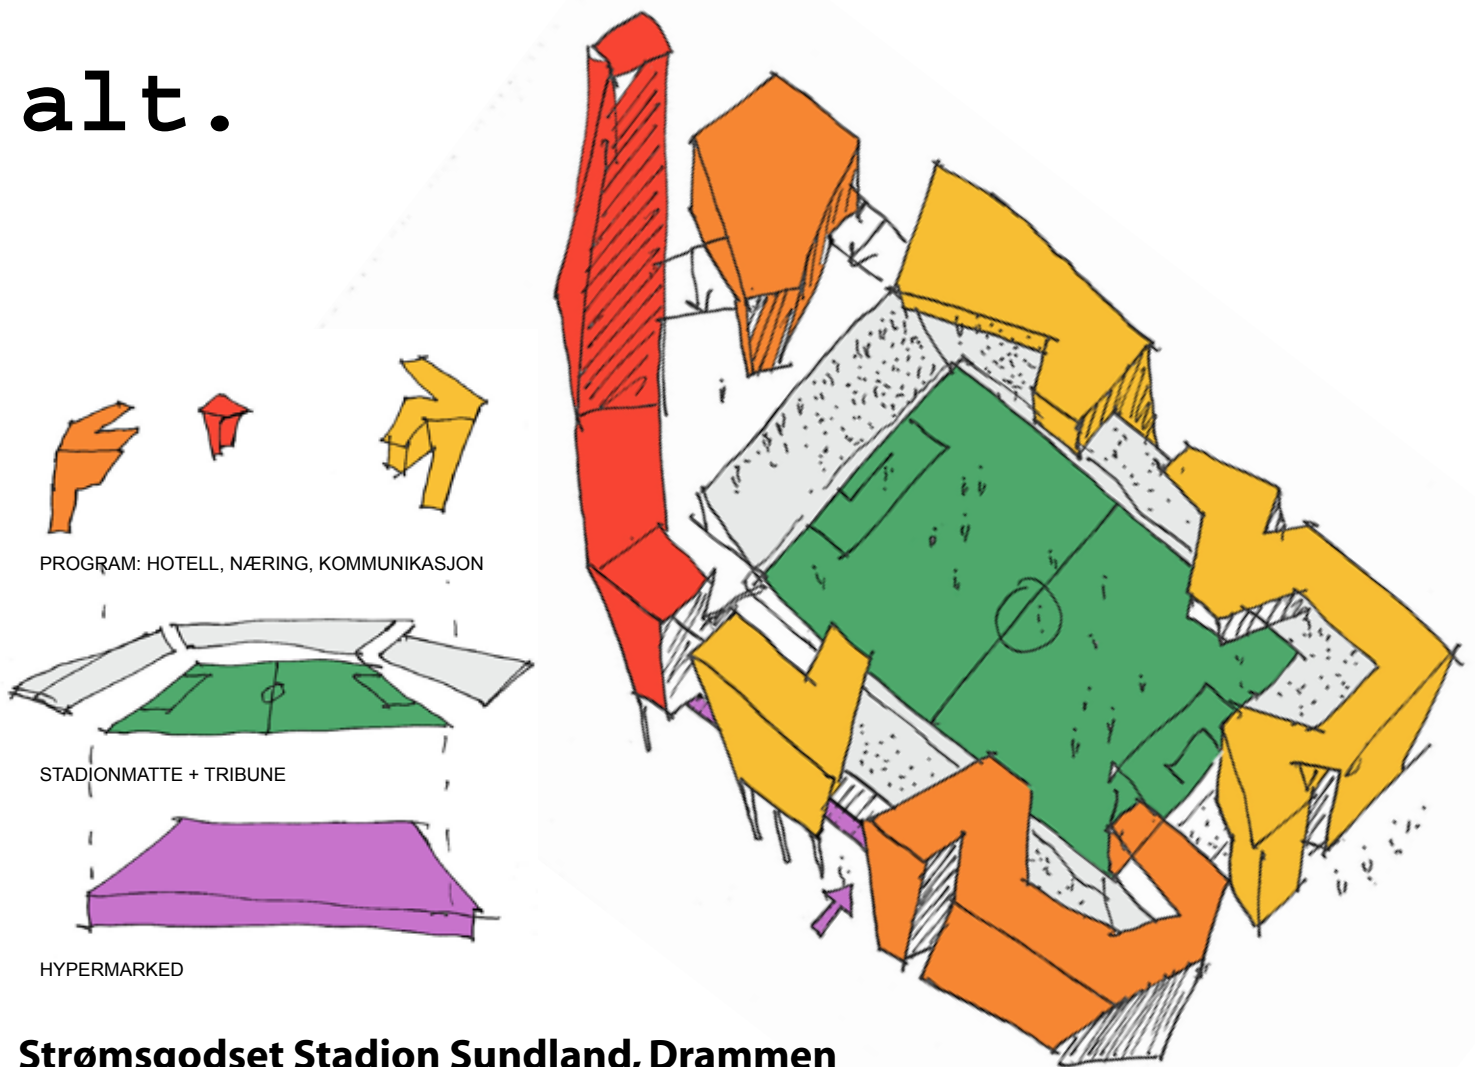 alt.
PROGRAM: HOTELL, NÆRING, KOMMUNIKASJON
STADIONMATTE + TRIBUNE
HYPERMARKED
Strømsgodset Stadion Sundland, Drammen